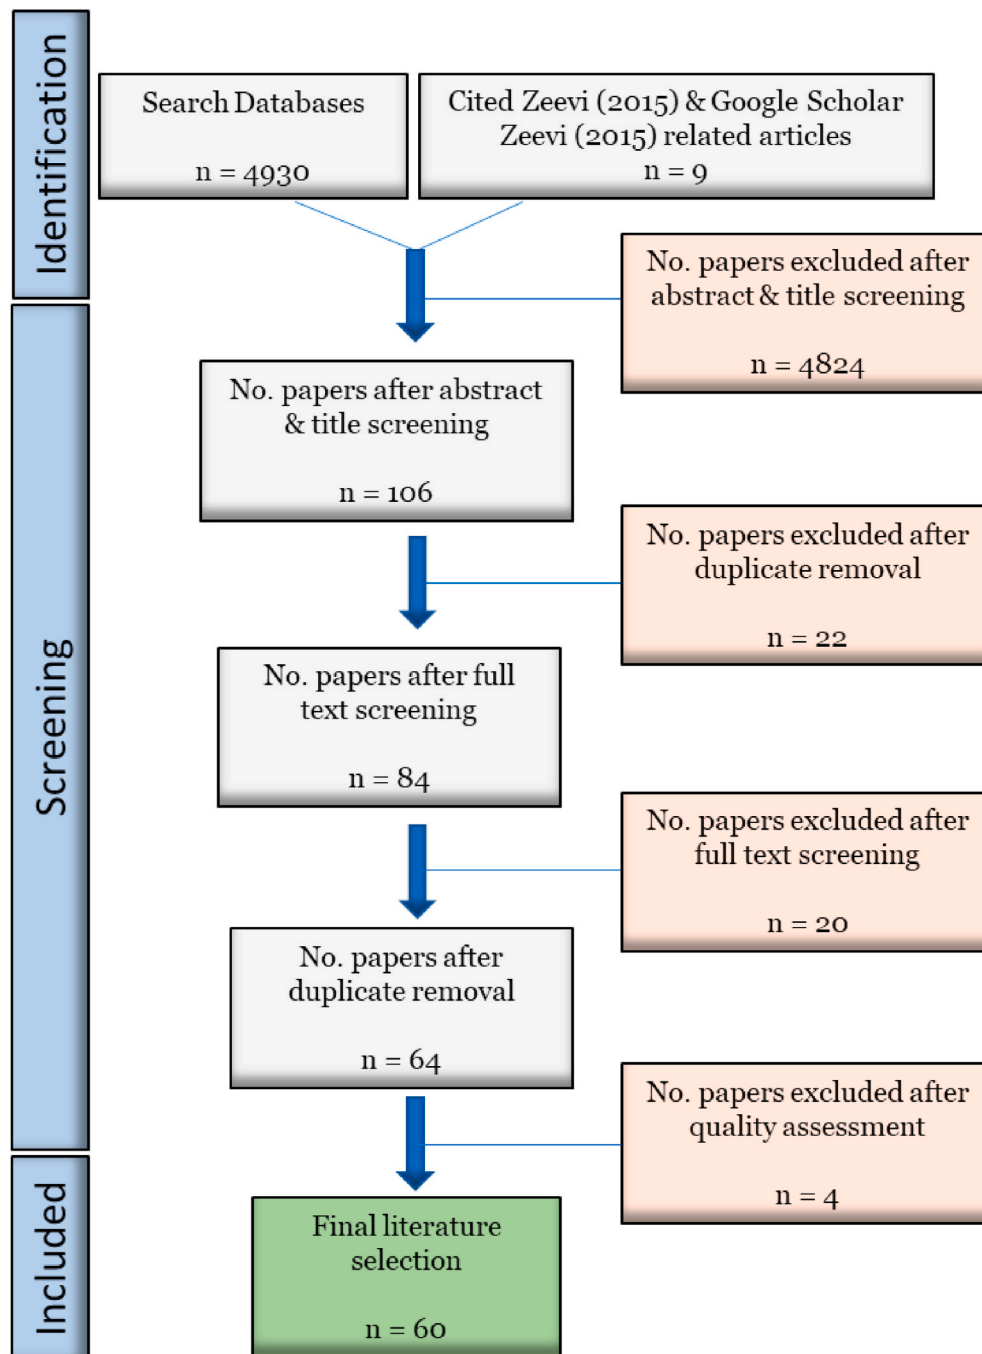 Identification
Search Databases
n = 4930
Cited Zeevi (2015) & Google Scholar
Zeevi (2015) related articles
n = 9
No. papers excluded after
abstract & title screening
n = 4824
Screening
No. papers after abstract
& title screening
n = 106
No. papers excluded after
duplicate removal
n = 22
No. papers after full
text screening
n = 84
No. papers excluded after
full text screening
n = 20
No. papers after
duplicate removal
n = 64
No. papers excluded after
quality assessment
n = 4
Included
Final literature
selection
n = 60